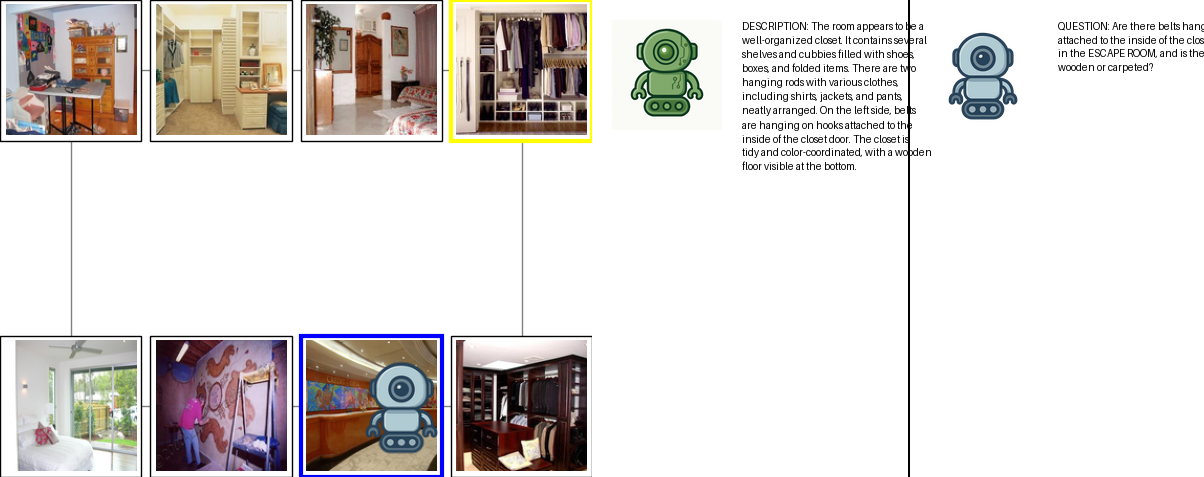 DESCRIPTION: The room appears to be a
well-organized closet. It contains several
shelves and cubbies filled with shoes,
boxes, and folded items. There are two
hanging rods with various clothes,
including shirts, jackets, and pants,
neatly arranged. On the left side, belts
are hanging on hooks attached to the
inside of the closet door. The closet is
tidy and color-coordinated, with a wooden
floor visible at the bottom.
QUESTION: Are there belts hang
attached to the inside of the clos
in the ESCAPE ROOM, and is the
wooden or carpeted?